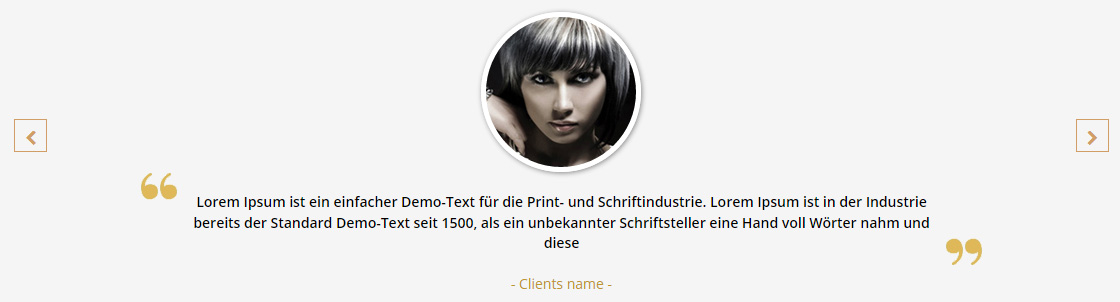 Lorem Ipsum ist ein einfacher Demo-Text für die Print- und Schriftindustrie. Lorem Ipsum ist in der Industrie
bereits der Standard Demo-Text seit 1500, als ein unbekannter Schriftsteller eine Hand voll Wörter nahm und
diese
- Clients name -